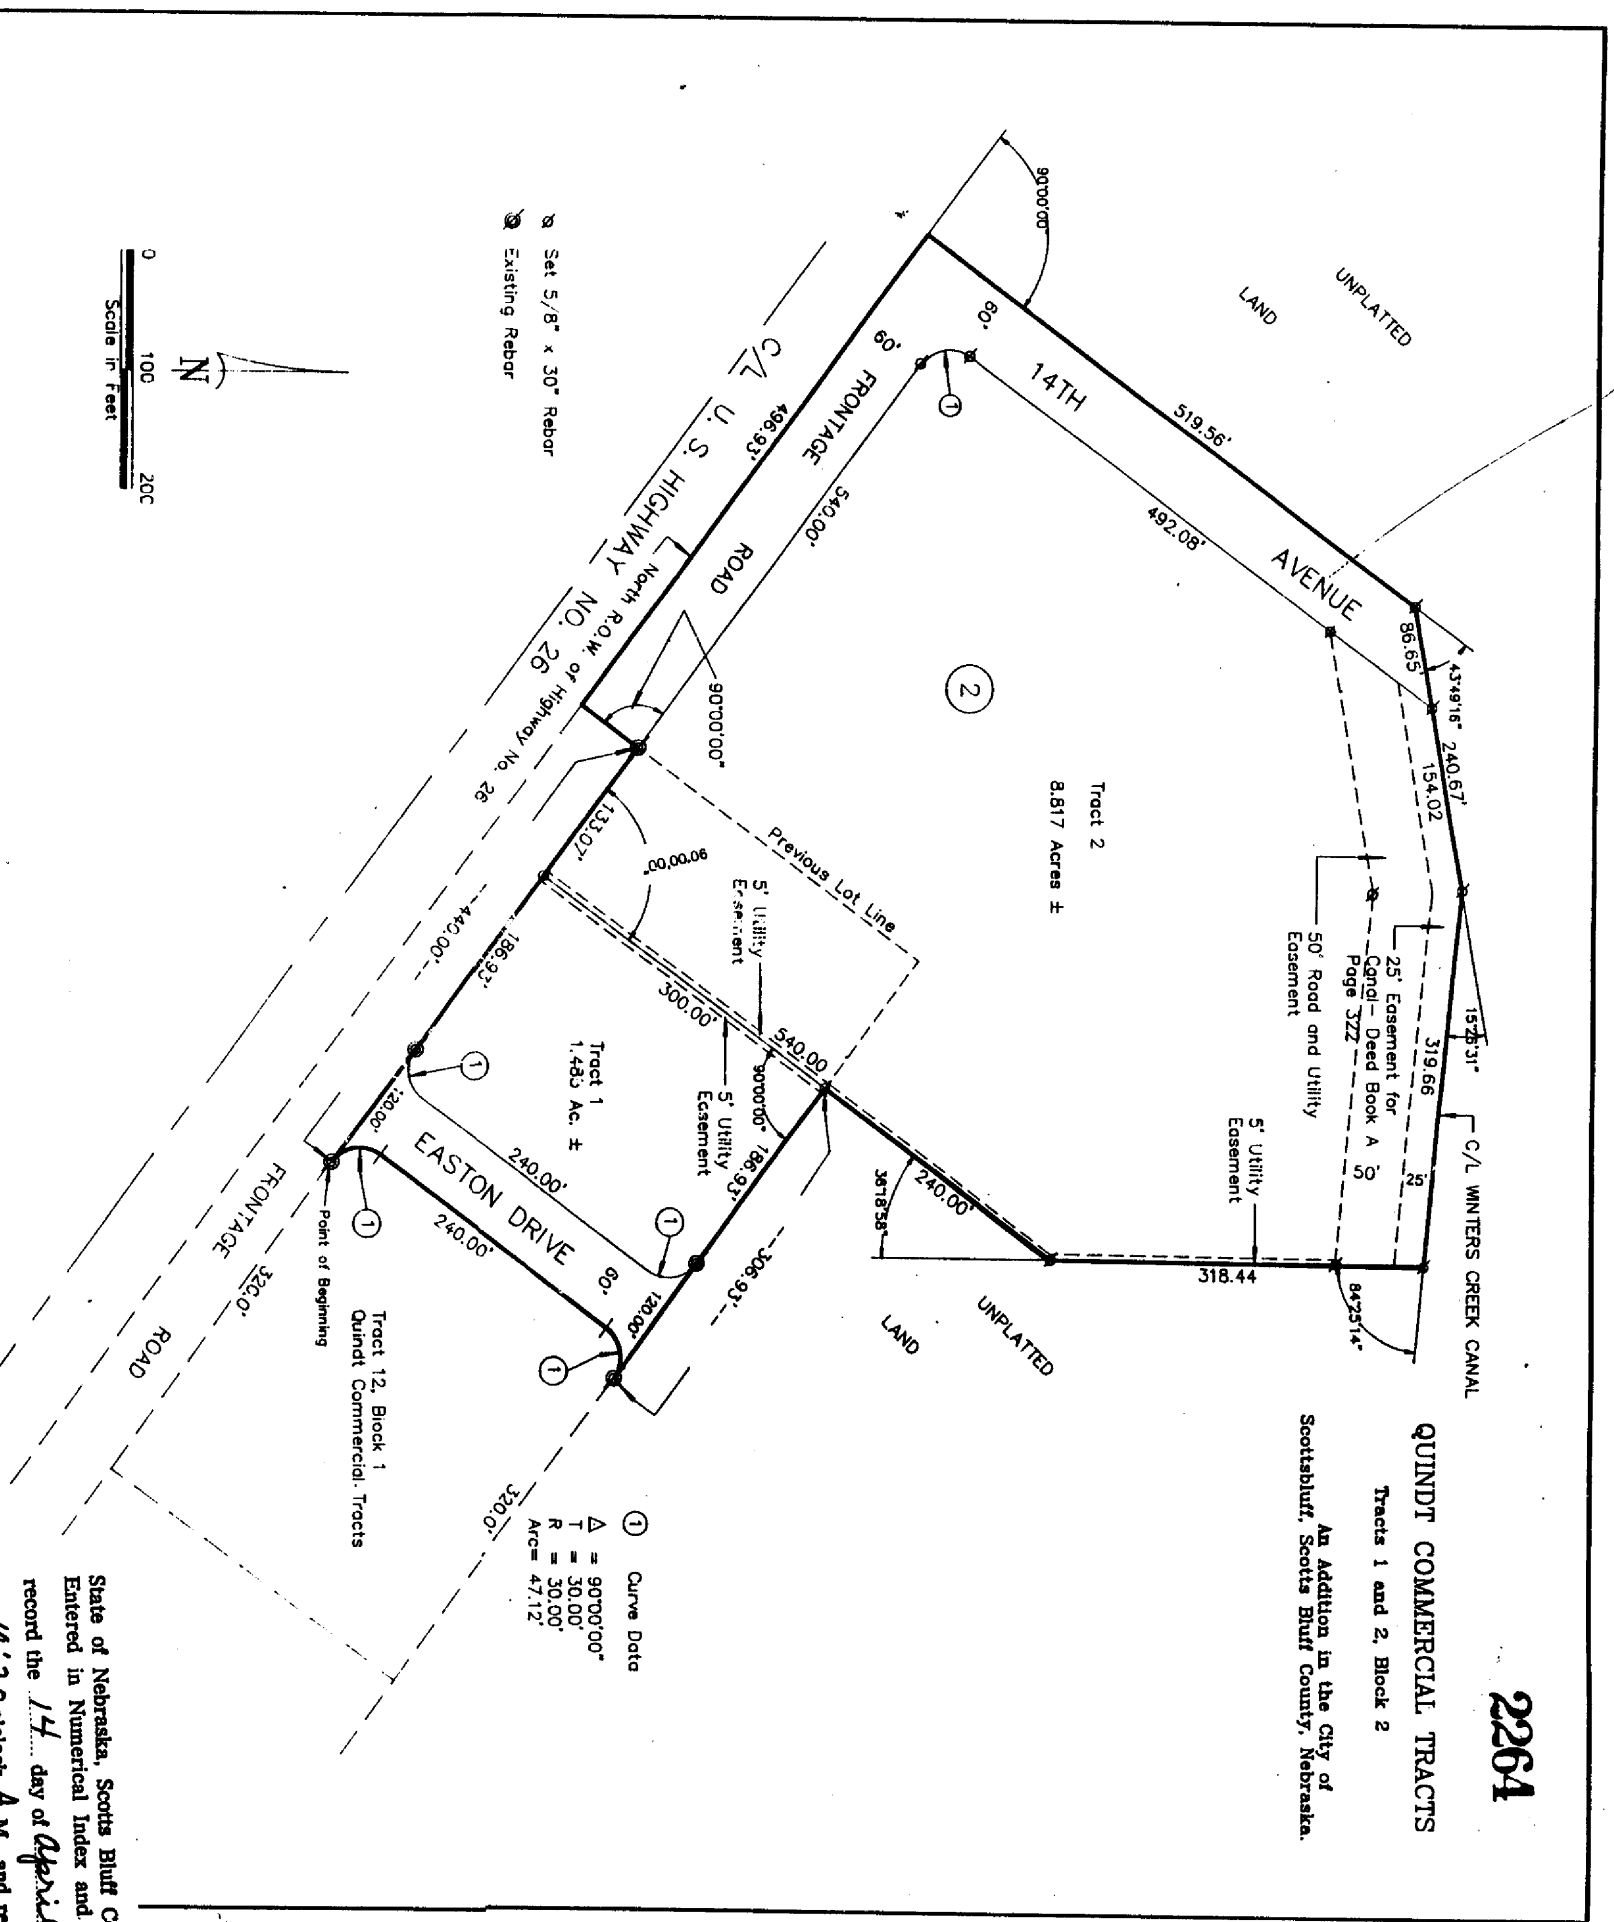 2264
QUINDT COMMERCIAL TRACTS
Tracts 1 and 2, Block 2
An Addition in the City of
Scottsbluff, Scotts Bluff County, Nebraska.
C/L WINTERS CREEK CANAL
UNPLATTED
LAND
90°00'00"
519.56'
14TH
AVENUE
60'
492.08'
86.65'
43°49'16"
240.67'
154.02
15°23'31"
319.66
25'
25' Easement for
Canal- Deed Book A
Page 322
50'
50' Road and Utility
Easement
5' Utility
Easement
84°25'14"
318.44
UNPLATTED
LAND
240.00'
36°18'58"
2
Tract 2
8.817 Acres ±
Previous Lot Line
60'
FRONTAGE
ROAD
540.00'
1
496.93'
C/L U. S. HIGHWAY NO. 26
North R.O.W. of Highway No. 26
90°00'00"
133.07'
90°00'00"
5' Utility
Easement
300.00'
540.00
90°00'00"
5' Utility
Easement
186.93'
306.93'
Tract 1
Ac. ±
186.93'
440.00'
1
120.00'
EASTON DRIVE
240.00'
240.00'
60'
1
120.00'
1
1
Point of Beginning
FRONTAGE
ROAD
320.0'
320.0'
Tract 12, Block 1
Quindt Commercial Tracts
1 Curve Data
Δ = 90°00'00"
T = 30.00'
R = 30.00'
Arc= 47.12'
Set 5/8" x 30" Rebar
Existing Rebar
N
0 100 200
Scale in Feet
State of Nebraska, Scotts Bluff C
Entered in Numerical Index and
record the 14 day of April